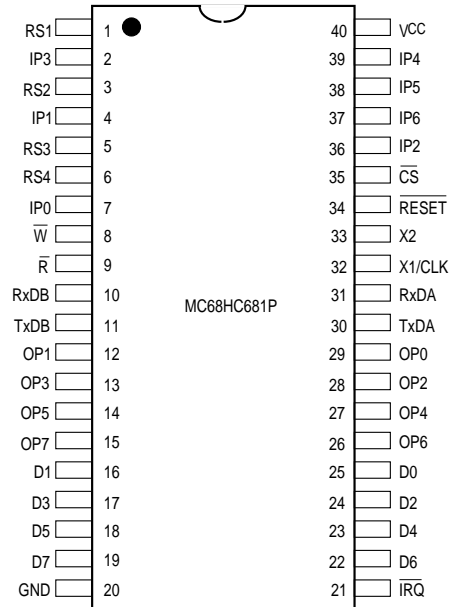 RS1 1 40 VCC
IP3 2 39 IP4
RS2 3 38 IP5
IP1 4 37 IP6
RS3 5 36 IP2
RS4 6 35 C̅S̅
IP0 7 34 R̅E̅S̅E̅T̅
W̅ 8 33 X2
R̅ 9 32 X1/CLK
RxDB 10 31 RxDA
MC68HC681P
TxDB 11 30 TxDA
OP1 12 29 OP0
OP3 13 28 OP2
OP5 14 27 OP4
OP7 15 26 OP6
D1 16 25 D0
D3 17 24 D2
D5 18 23 D4
D7 19 22 D6
GND 20 21 I̅R̅Q̅